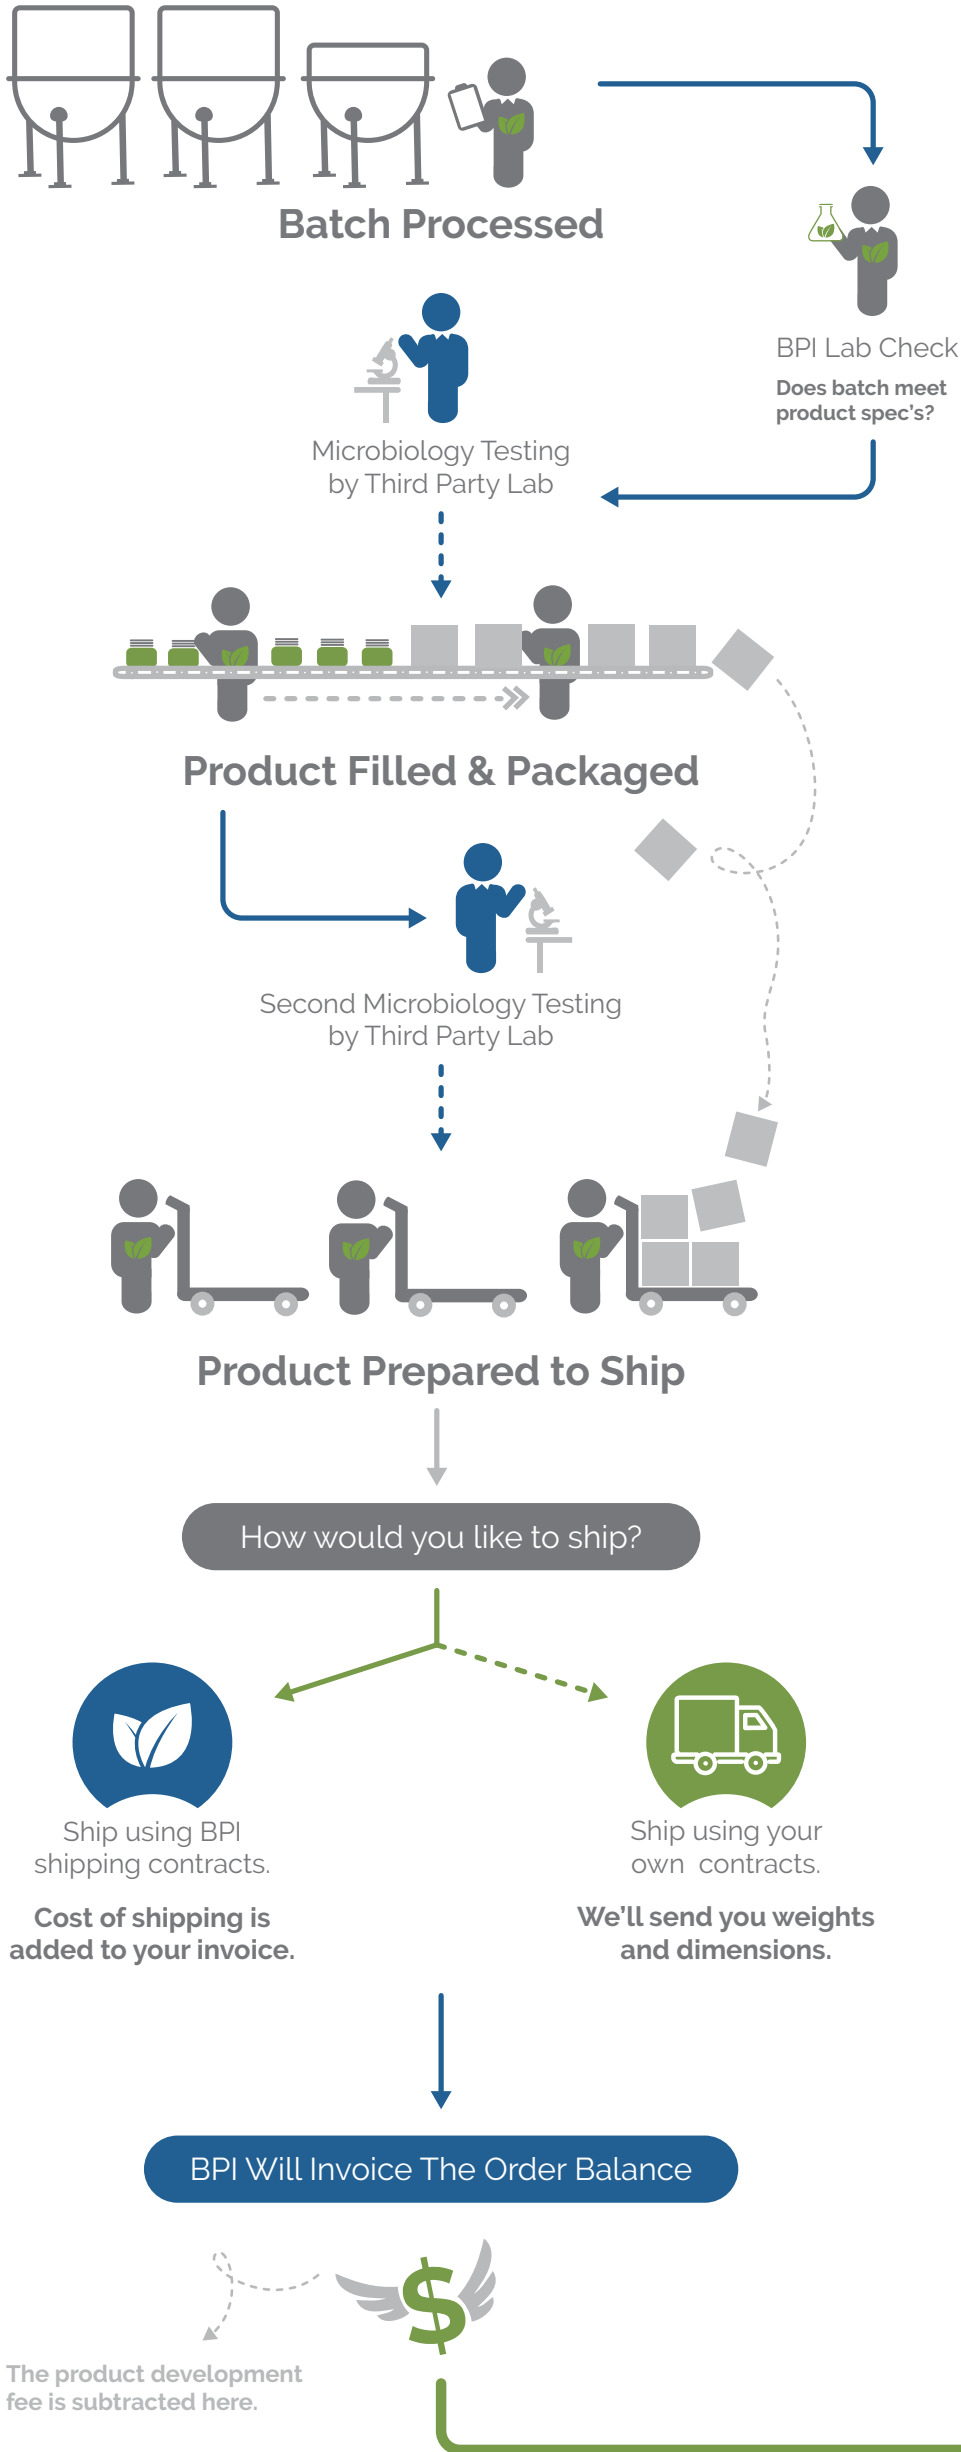 Batch Processed
BPI Lab Check
Does batch meet
product spec's?
Microbiology Testing
by Third Party Lab
Product Filled & Packaged
Second Microbiology Testing
by Third Party Lab
Product Prepared to Ship
How would you like to ship?
Ship using BPI
shipping contracts.
Cost of shipping is
added to your invoice.
Ship using your
own contracts.
We'll send you weights
and dimensions.
BPI Will Invoice The Order Balance
$
The product development
fee is subtracted here.